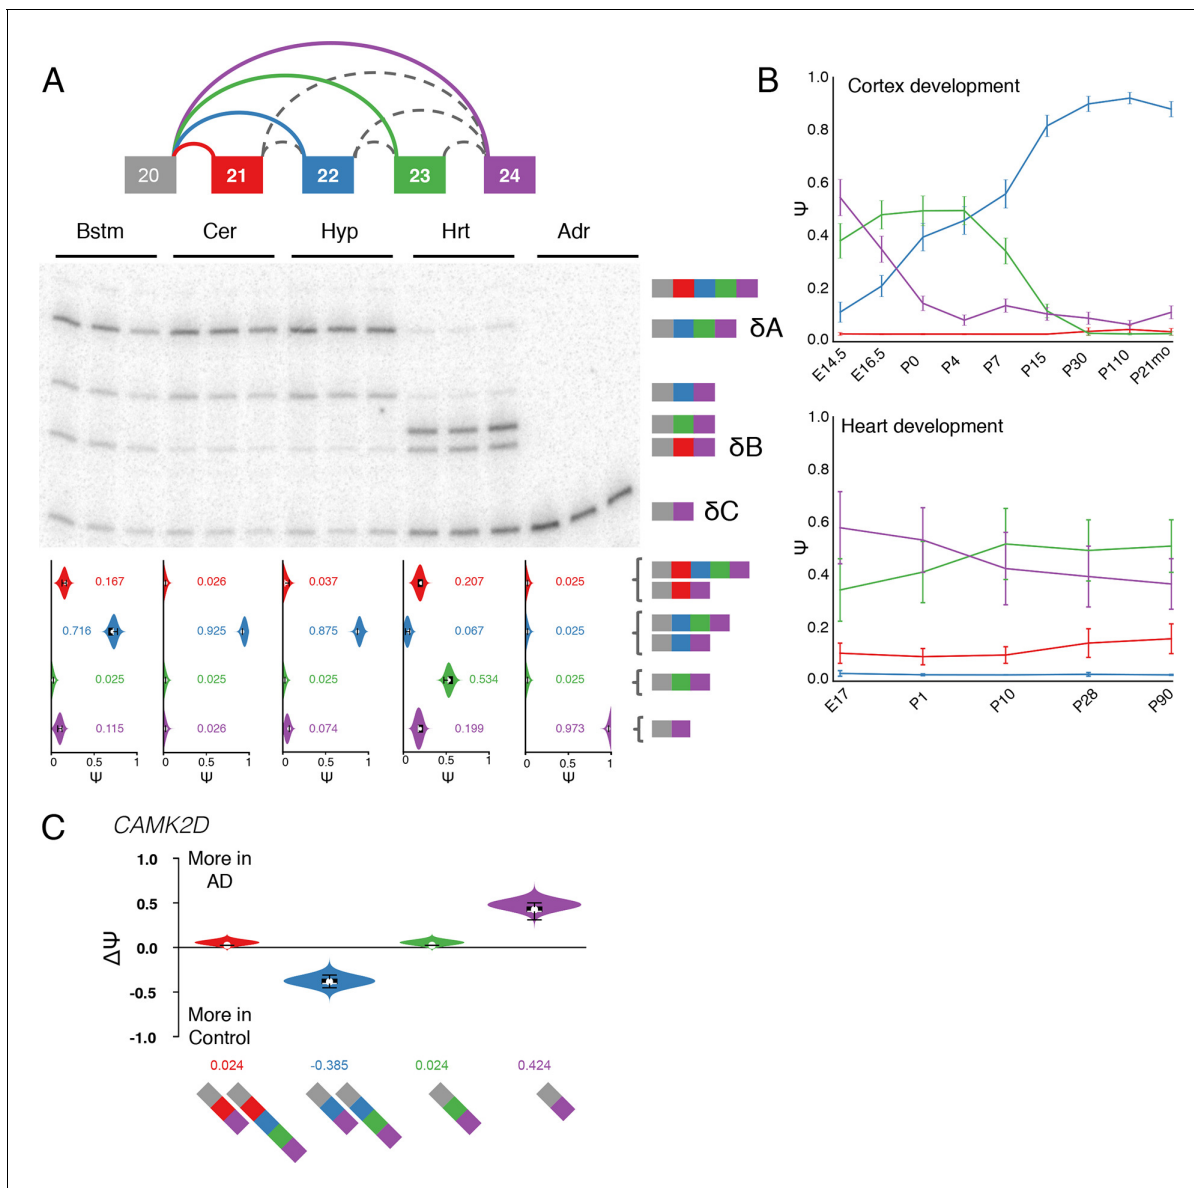 A
20 21 22 23 24
Bstm Cer Hyp Hrt Adr
δA
δB
δC
0.167 0.026 0.037 0.207 0.025
0.716 0.925 0.875 0.067 0.025
0.025 0.025 0.025 0.534 0.025
0.115 0.026 0.074 0.199 0.973
0 0.5 1 0 0.5 1 0 0.5 1 0 0.5 1 0 0.5 1
Ψ Ψ Ψ Ψ Ψ
B
Cortex development
1.0
0.8
0.6
Ψ
0.4
0.2
0.0
E14.5 E16.5 P0 P4 P7 P15 P30 P110 P21mo
Heart development
1.0
0.8
0.6
Ψ
0.4
0.2
0.0
E17 P1 P10 P28 P90
C
CAMK2D
1.0
0.5
0.0
-0.5
-1.0
ΔΨ
More in
AD
More in
Control
0.024 -0.385 0.024 0.424